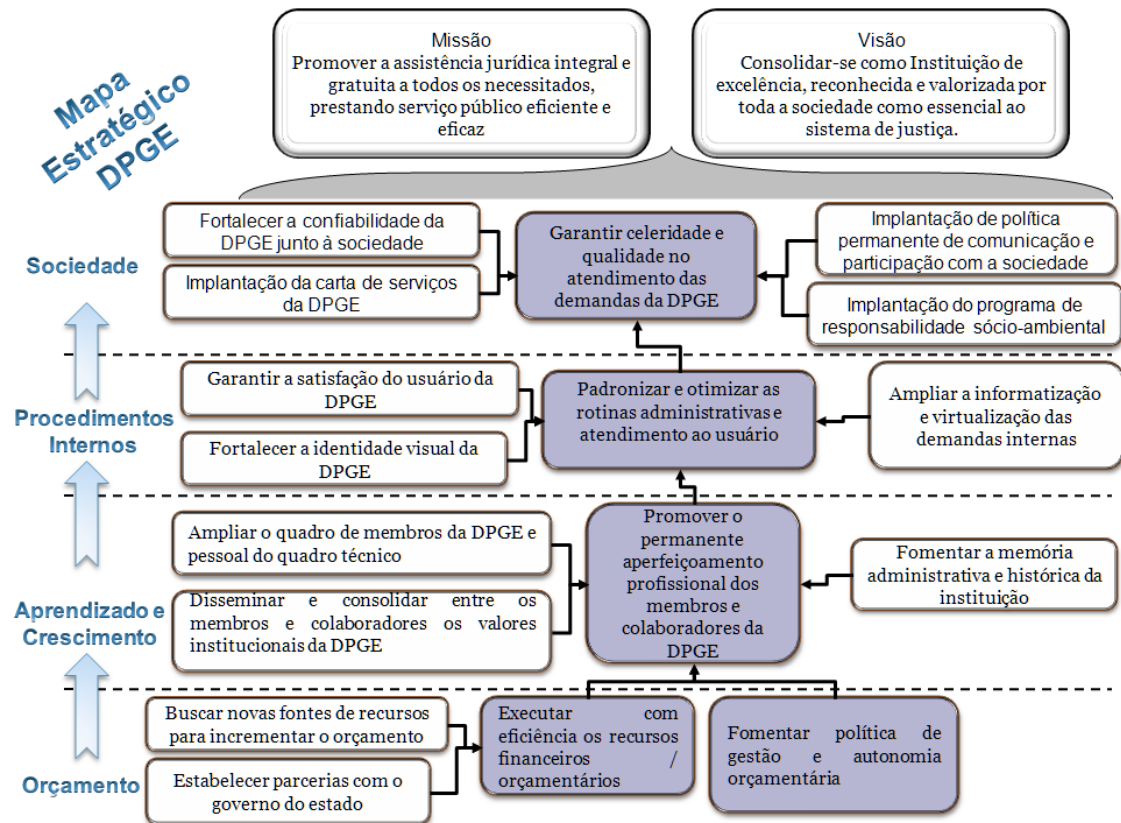 Mapa
Estratégico
DPGE
Missão
Promover a assistência jurídica integral e
gratuita a todos os necessitados,
prestando serviço público eficiente e
eficaz
Visão
Consolidar-se como Instituição de
excelência, reconhecida e valorizada por
toda a sociedade como essencial ao
sistema de justiça.
Sociedade
Fortalecer a confiabilidade da
DPGE junto à sociedade
Implantação da carta de serviços
da DPGE
Garantir celeridade e
qualidade no
atendimento das
demandas da DPGE
Implantação de política
permanente de comunicação e
participação com a sociedade
Implantação do programa de
responsabilidade sócio-ambiental
Procedimentos
Internos
Garantir a satisfação do usuário da
DPGE
Fortalecer a identidade visual da
DPGE
Padronizar e otimizar as
rotinas administrativas e
atendimento ao usuário
Ampliar a informatização
e virtualização das
demandas internas
Aprendizado e
Crescimento
Ampliar o quadro de membros da DPGE e
pessoal do quadro técnico
Disseminar e consolidar entre os
membros e colaboradores os valores
institucionais da DPGE
Promover o
permanente
aperfeiçoamento
profissional dos
membros e
colaboradores da
DPGE
Fomentar a memória
administrativa e histórica da
instituição
Orçamento
Buscar novas fontes de recursos
para incrementar o orçamento
Estabelecer parcerias com o
governo do estado
Executar com
eficiência os recursos
financeiros /
orçamentários
Fomentar política de
gestão e autonomia
orçamentária